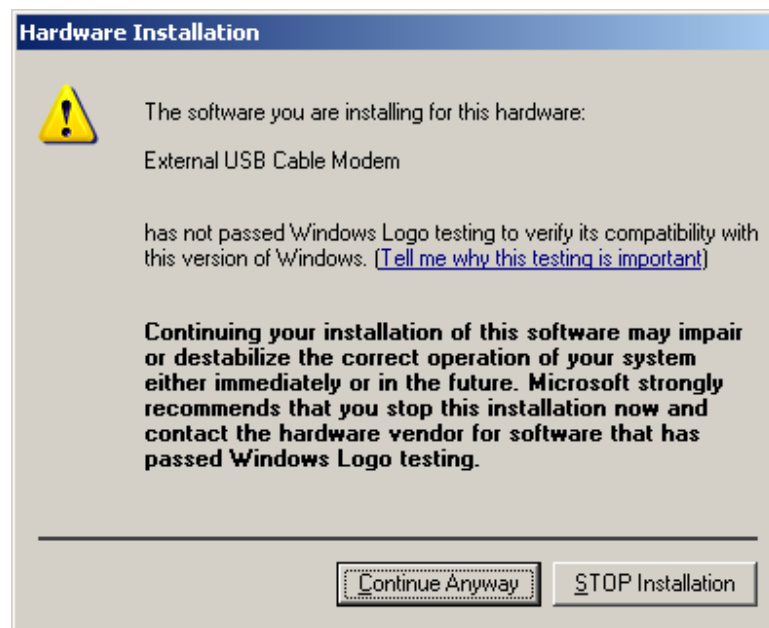 Hardware Installation
The software you are installing for this hardware:
External USB Cable Modem
has not passed Windows Logo testing to verify its compatibility with
this version of Windows. (Tell me why this testing is important)
Continuing your installation of this software may impair
or destabilize the correct operation of your system
either immediately or in the future. Microsoft strongly
recommends that you stop this installation now and
contact the hardware vendor for software that has
passed Windows Logo testing.
Continue Anyway
STOP Installation